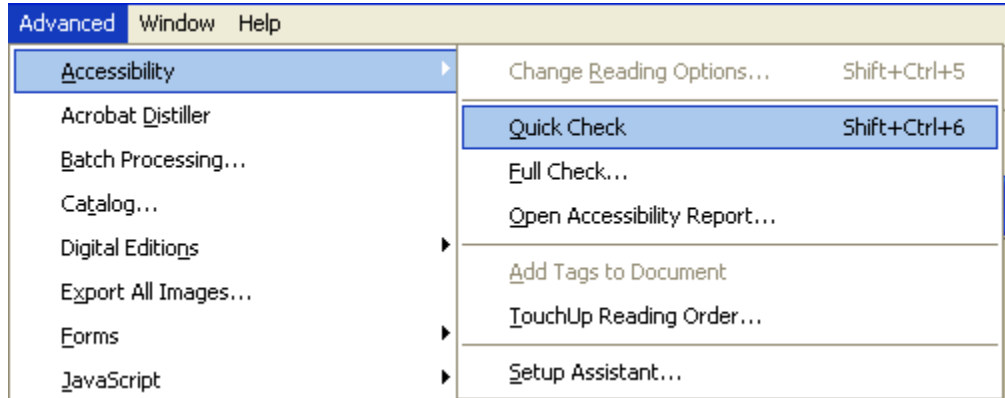 Advanced Window Help
Accessibility
Acrobat Distiller
Batch Processing...
Catalog...
Digital Editions
Export All Images...
Forms
JavaScript
Change Reading Options... Shift+Ctrl+5
Quick Check Shift+Ctrl+6
Full Check...
Open Accessibility Report...
Add Tags to Document
TouchUp Reading Order...
Setup Assistant...